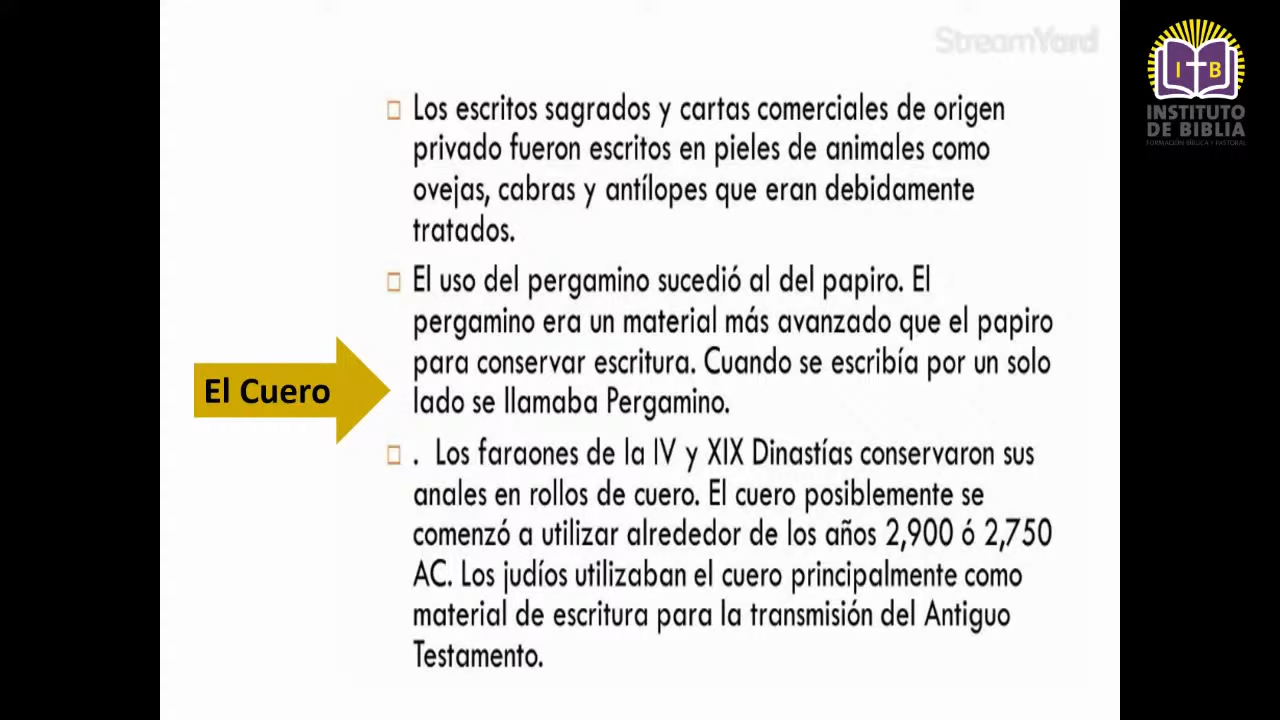 StreamYard
I B
INSTITUTO
DE BIBLIA
FORMACIÓN BÍBLICA Y PASTORAL
Los escritos sagrados y cartas comerciales de origen
privado fueron escritos en pieles de animales como
ovejas, cabras y antílopes que eran debidamente
tratados.
El uso del pergamino sucedió al del papiro. El
pergamino era un material más avanzado que el papiro
para conservar escritura. Cuando se escribía por un solo
lado se llamaba Pergamino.
El Cuero
. Los faraones de la IV y XIX Dinastías conservaron sus
anales en rollos de cuero. El cuero posiblemente se
comenzó a utilizar alrededor de los años 2,900 ó 2,750
AC. Los judíos utilizaban el cuero principalmente como
material de escritura para la transmisión del Antiguo
Testamento.